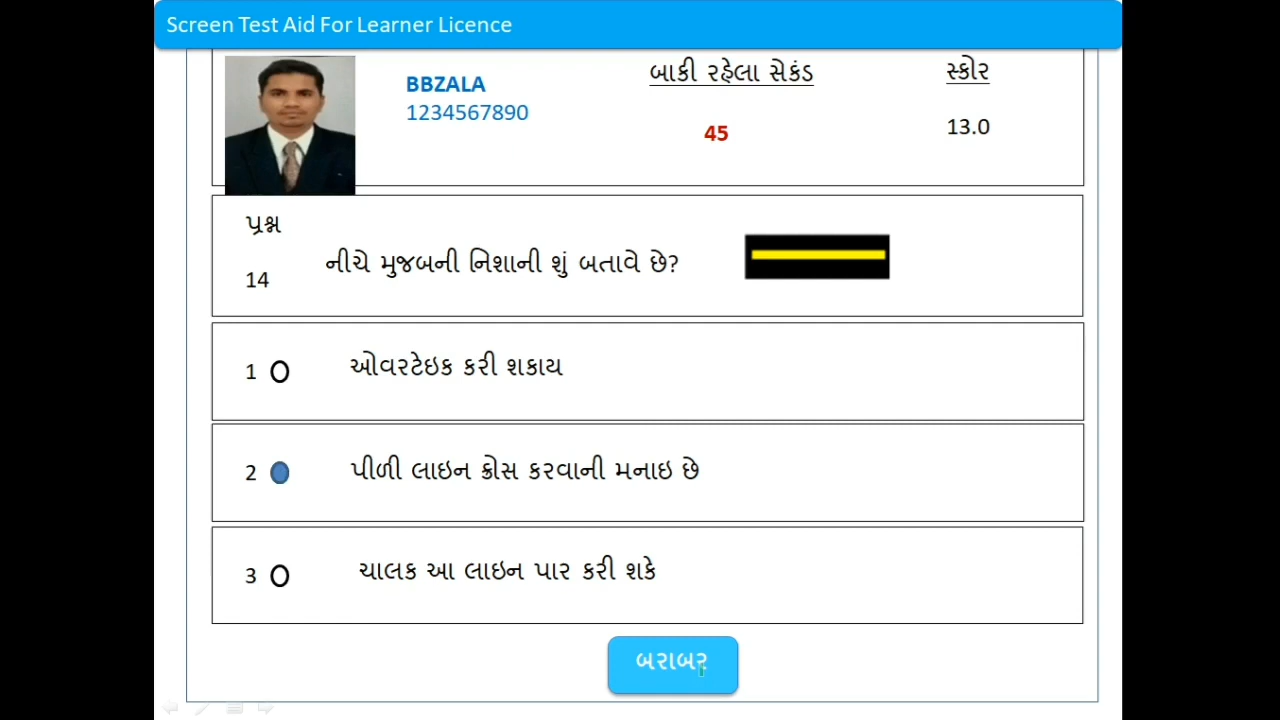 Screen Test Aid For Learner Licence
BBZALA
1234567890
બાકી રહેલા સેકંડ
45
સ્કોર
13.0
પ્રશ્ન
14
નીચે મુજબની નિશાની શું બતાવે છે?
1 ઓવરટેઇક કરી શકાય
2 પીળી લાઇન ક્રોસ કરવાની મનાઇ છે
3 ચાલક આ લાઇન પાર કરી શકે
બરાબર